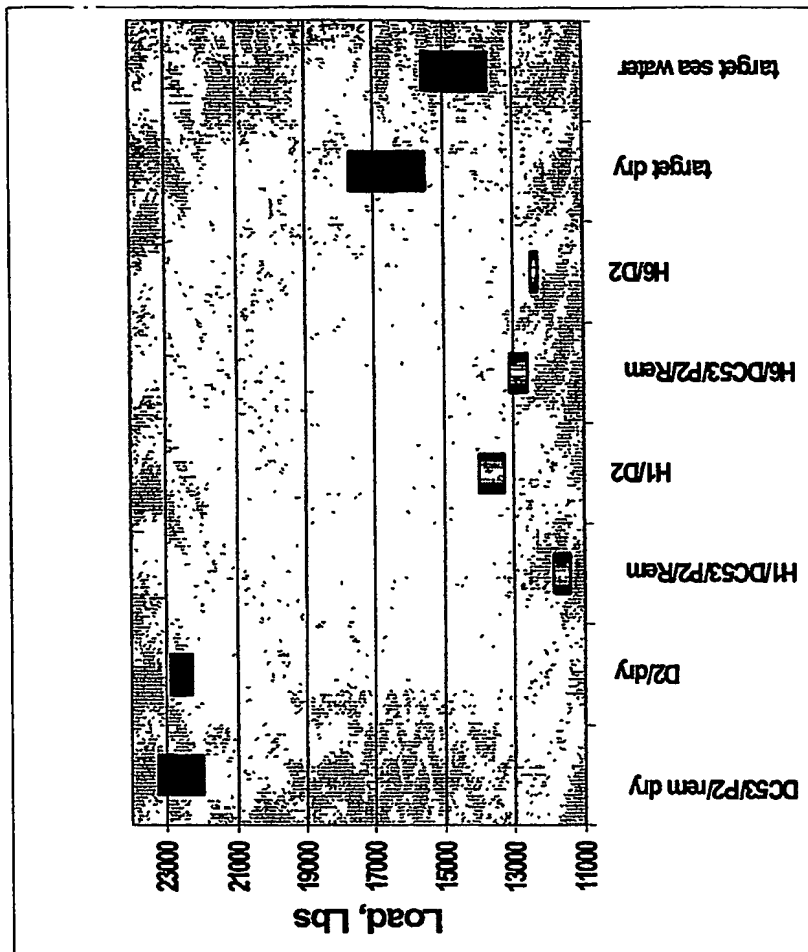 Load, Lbs
23000
21000
19000
17000
15000
13000
11000
DC53/P2/rem dry
D2/dry
H1/DC53/P2/Rem
H1/D2
H6/DC53/P2/Rem
H6/D2
target dry
target sea water